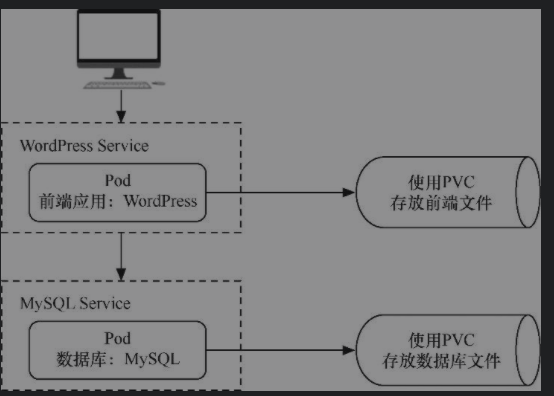 WordPress Service
Pod
前端应用：WordPress
使用PVC
存放前端文件
MySQL Service
Pod
数据库：MySQL
使用PVC
存放数据库文件